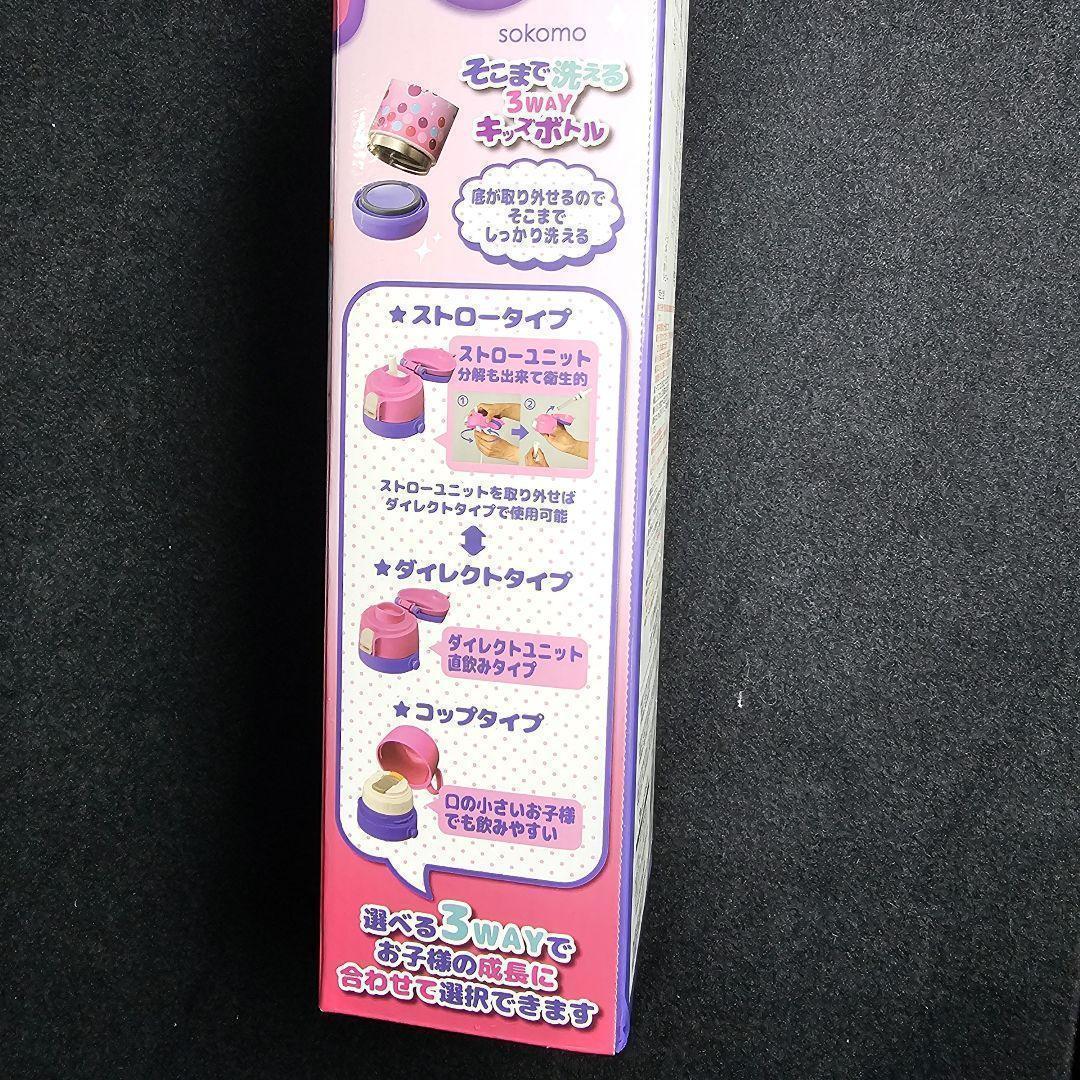 sokomo
そこまで洗える
3WAY
キッズボトル
底が取り外せるので
そこまで
しっかり洗える
★ストロータイプ
ストローユニット
分解も出来て衛生的
① ②
ストローユニットを取り外せば
ダイレクトタイプで使用可能
★ダイレクトタイプ
ダイレクトユニット
直飲みタイプ
★コップタイプ
口の小さいお子様
でも飲みやすい
選べる3WAYで
お子様の成長に
合わせて選択できます